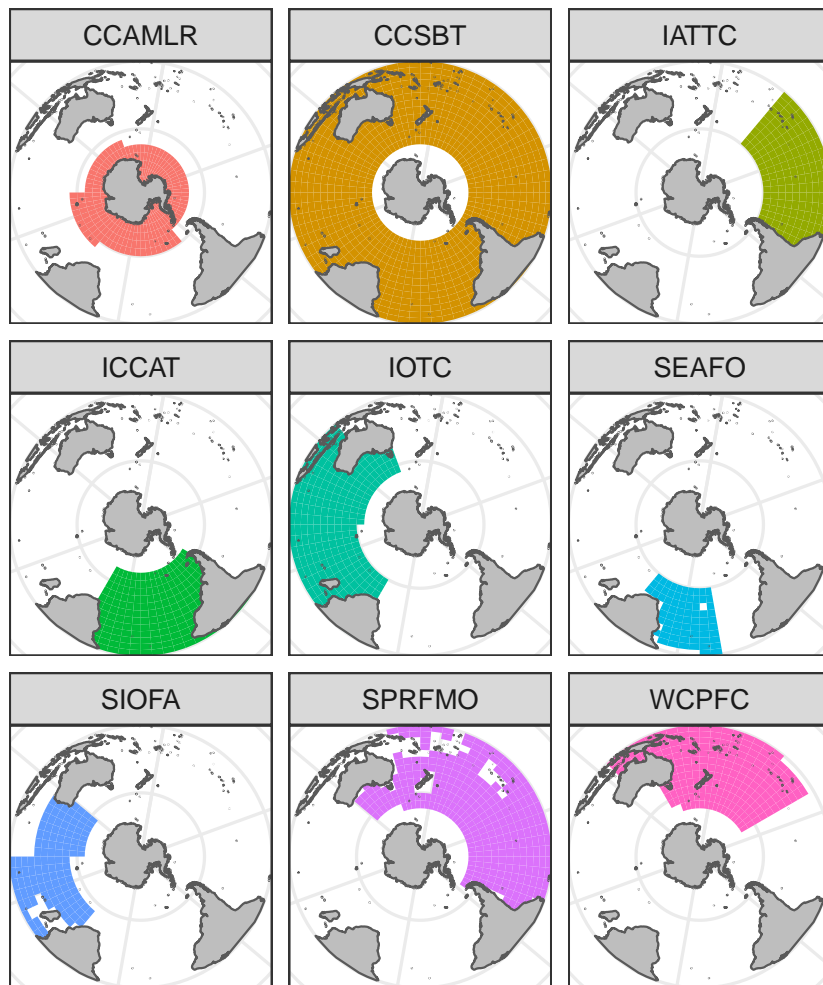 CCAMLR
CCSBT
IATTC
ICCAT
IOTC
SEAFO
SIOFA
SPRFMO
WCPFC